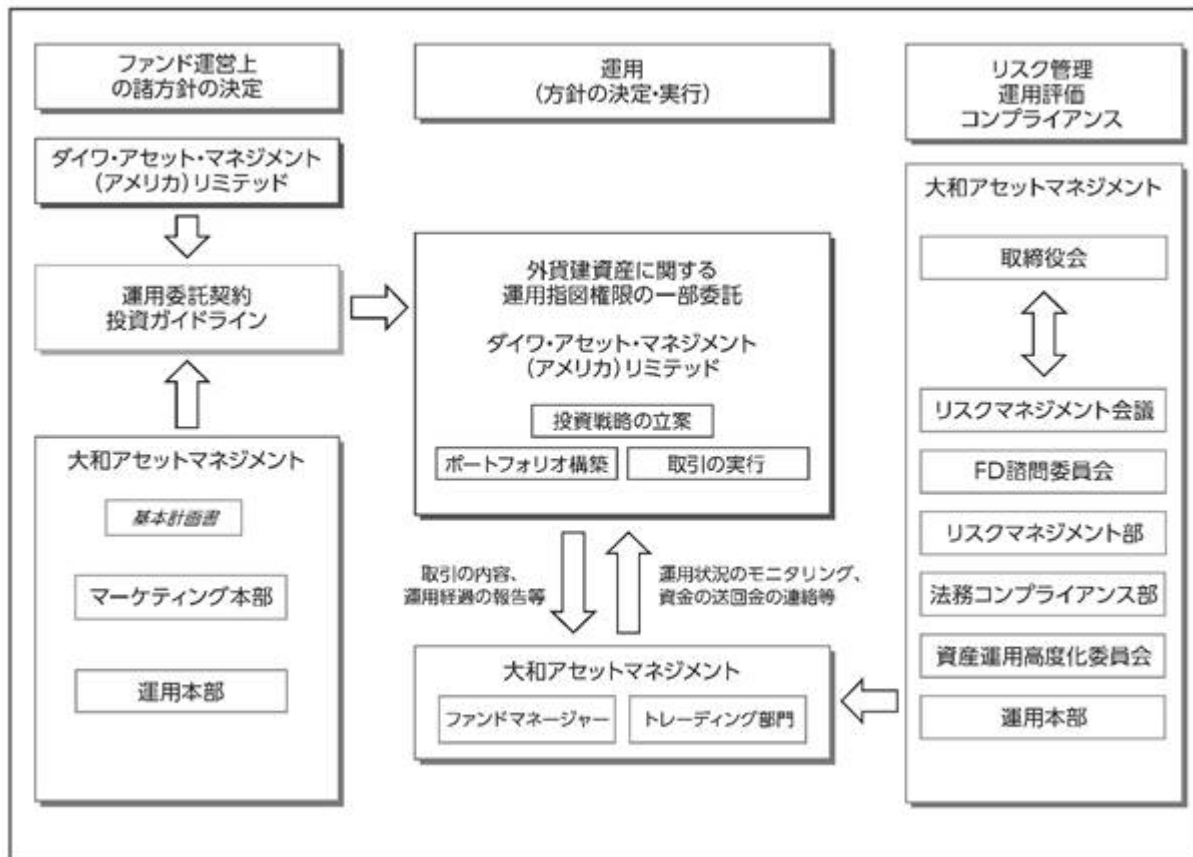 ファンド運営上
の諸方針の決定
ダイワ・アセット・マネジメント
(アメリカ)リミテッド
運用委託契約
投資ガイドライン
大和アセットマネジメント
基本計画書
マーケティング本部
運用本部
運用
(方針の決定・実行)
外貨建資産に関する
運用指図権限の一部委託
ダイワ・アセット・マネジメント
(アメリカ)リミテッド
投資戦略の立案
ポートフォリオ構築
取引の実行
取引の内容、
運用経過の報告等
運用状況のモニタリング、
資金の送回金の連絡等
大和アセットマネジメント
ファンドマネージャー
トレーディング部門
リスク管理
運用評価
コンプライアンス
大和アセットマネジメント
取締役会
リスクマネジメント会議
FD諮問委員会
リスクマネジメント部
法務コンプライアンス部
資産運用高度化委員会
運用本部